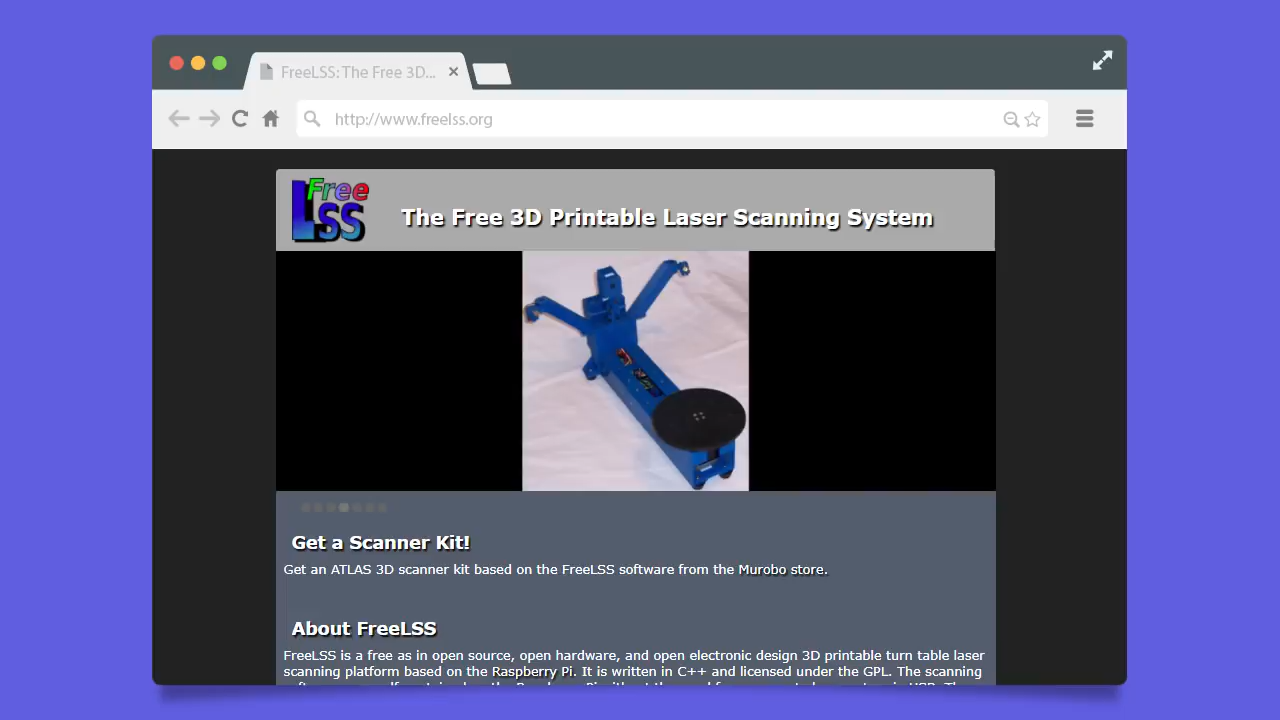 FreeLSS: The Free 3D...
http://www.freelss.org
Free
LSS
The Free 3D Printable Laser Scanning System
Get a Scanner Kit!
Get an ATLAS 3D scanner kit based on the FreeLSS software from the Murobo store.
About FreeLSS
FreeLSS is a free as in open source, open hardware, and open electronic design 3D printable turn table laser
scanning platform based on the Raspberry Pi. It is written in C++ and licensed under the GPL. The scanning